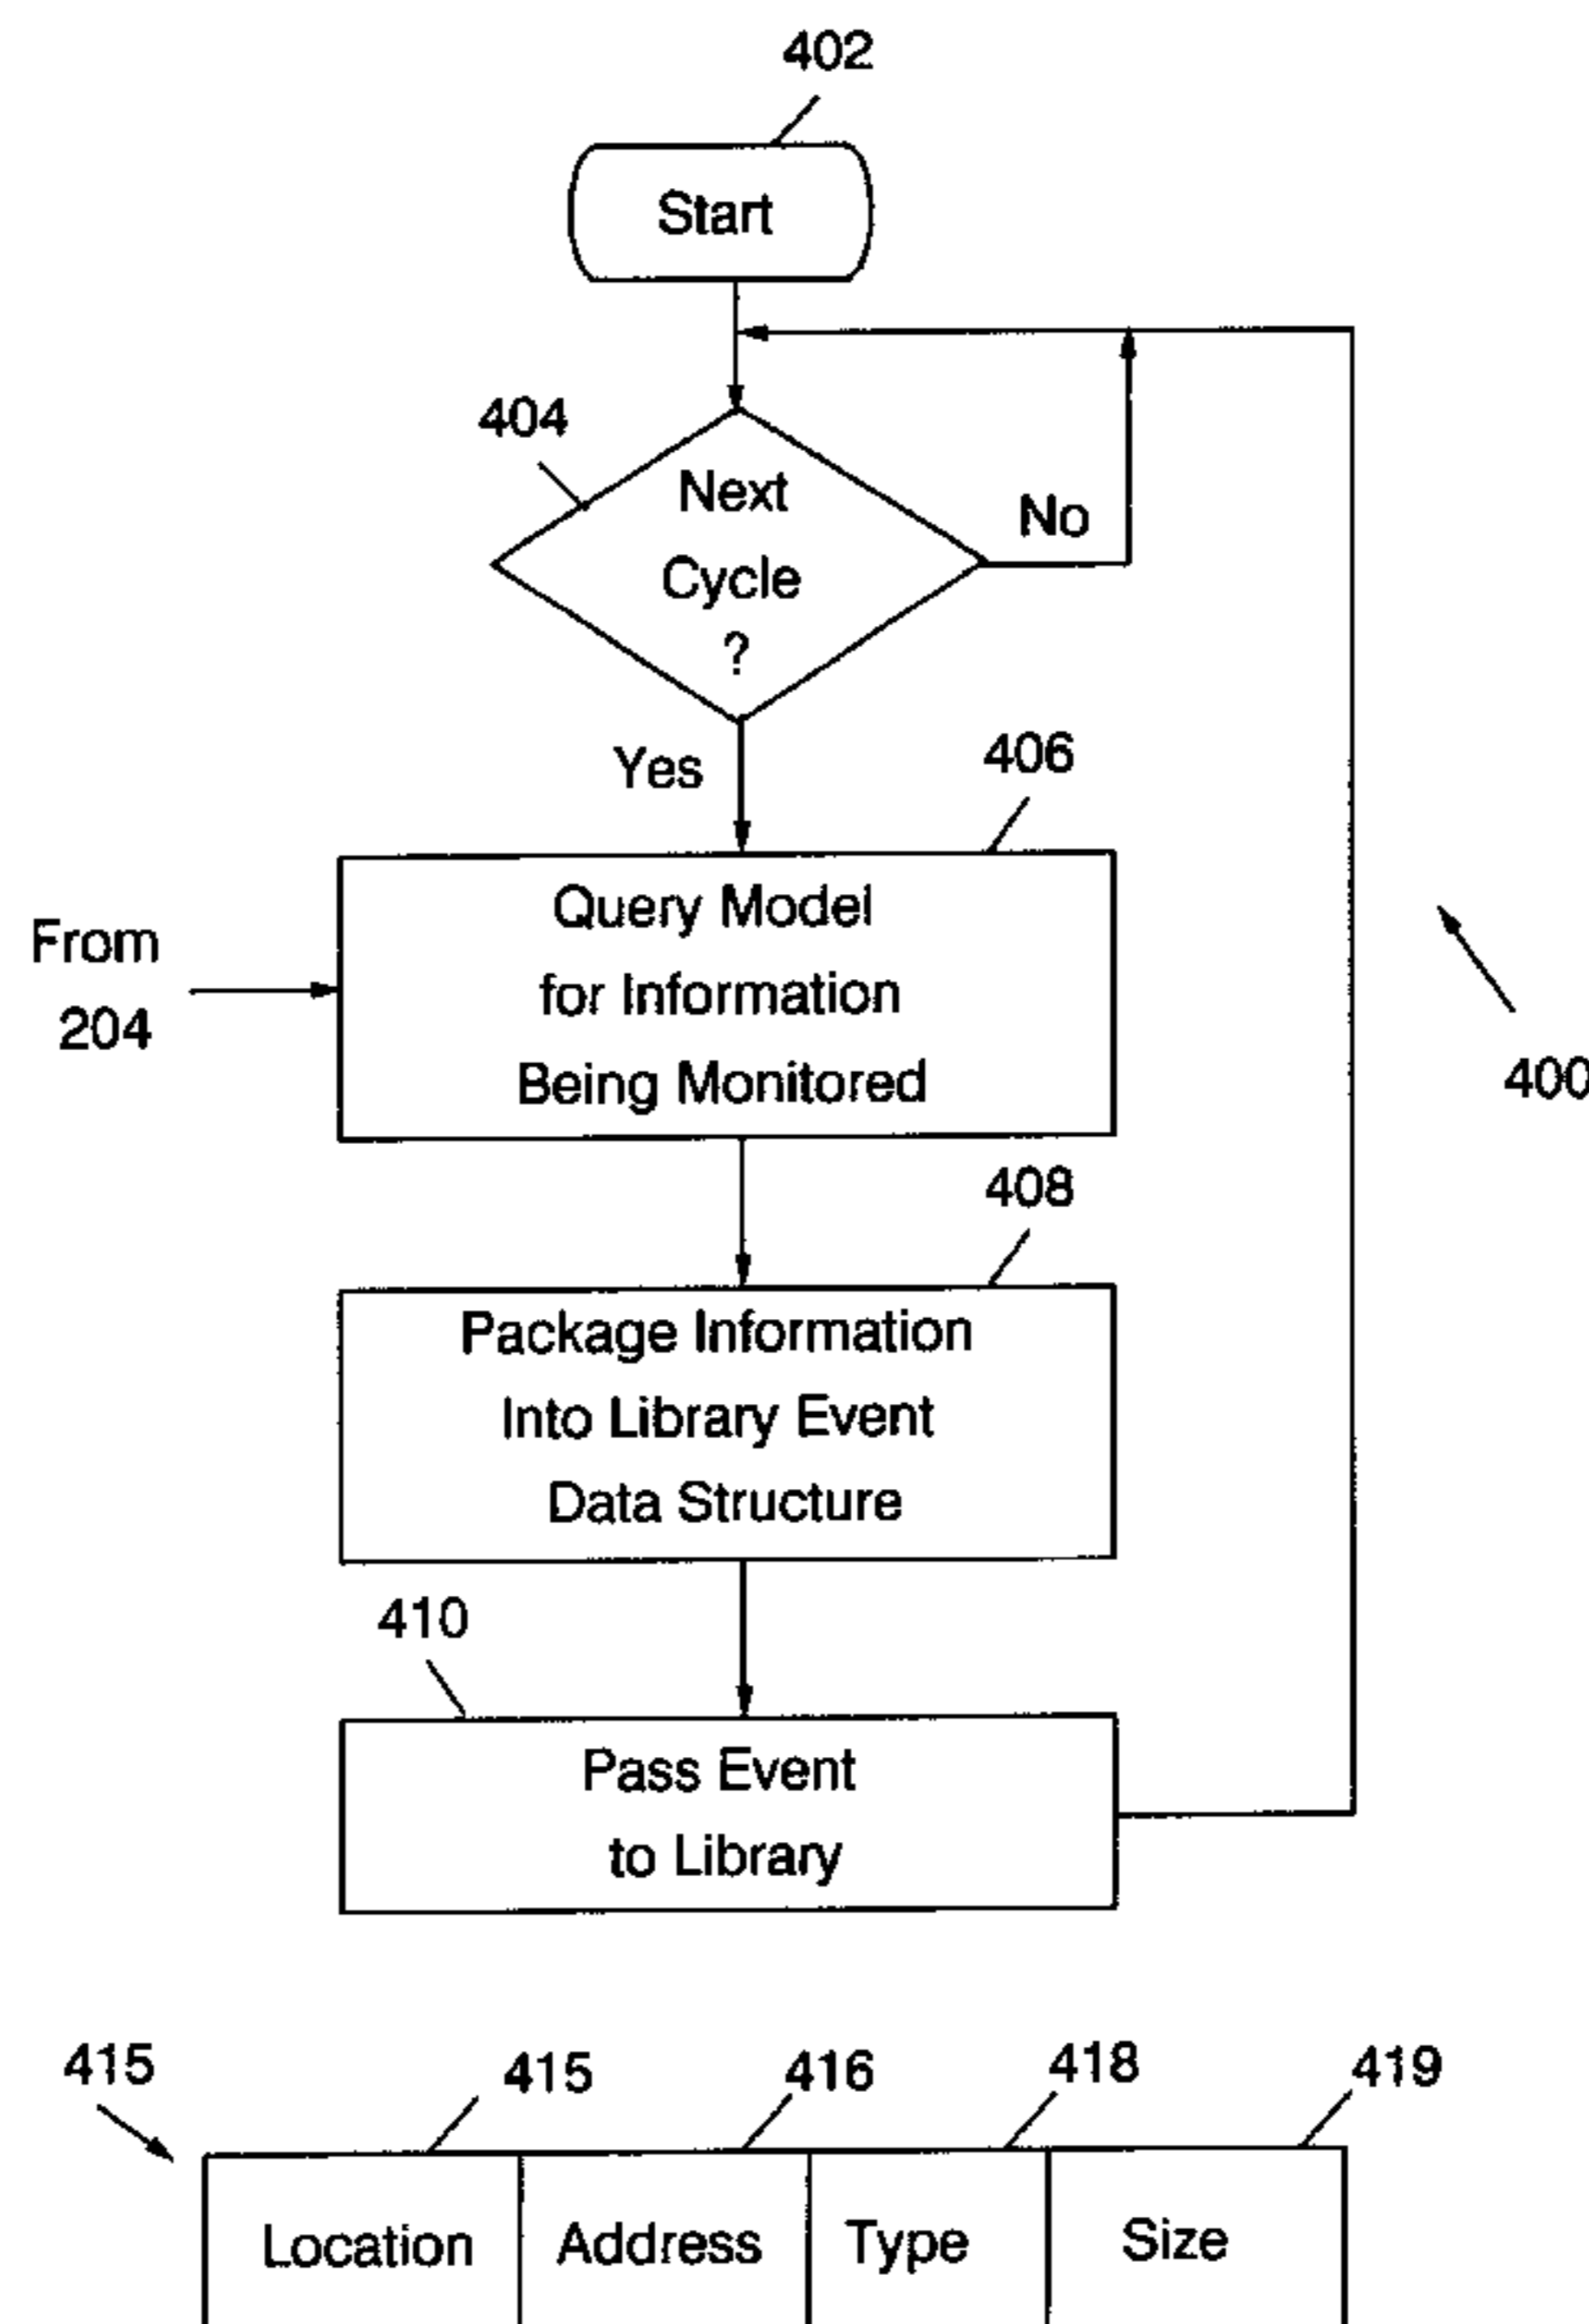 402
Start
404
Next
Cycle
?
No
Yes
406
Query Model
for Information
Being Monitored
From
204
400
408
Package Information
Into Library Event
Data Structure
410
Pass Event
to Library
415
415
416
418
419
Location
Address
Type
Size